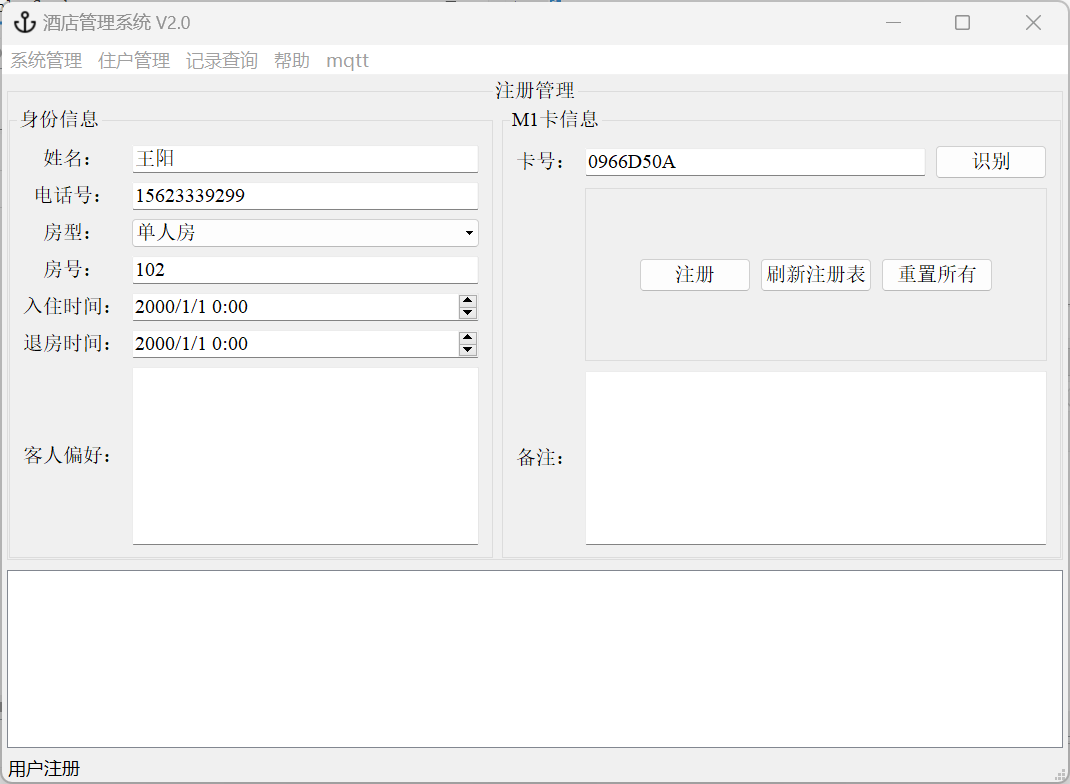 酒店管理系统 V2.0
系统管理 住户管理 记录查询 帮助 mqtt
注册管理
身份信息
姓名: 王阳
电话号: 15623339299
房型: 单人房
房号: 102
入住时间: 2000/1/1 0:00
退房时间: 2000/1/1 0:00
客人偏好:
M1卡信息
卡号: 0966D50A 识别
注册 刷新注册表 重置所有
备注:
用户注册